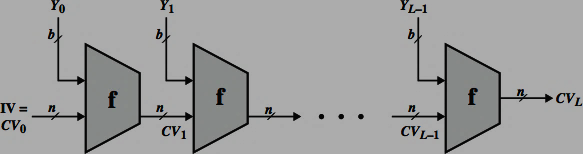 Y0 Y1 YL–1
b b b
f f f
IV =
CV0 n n CV1 n n CVL–1 n CVL